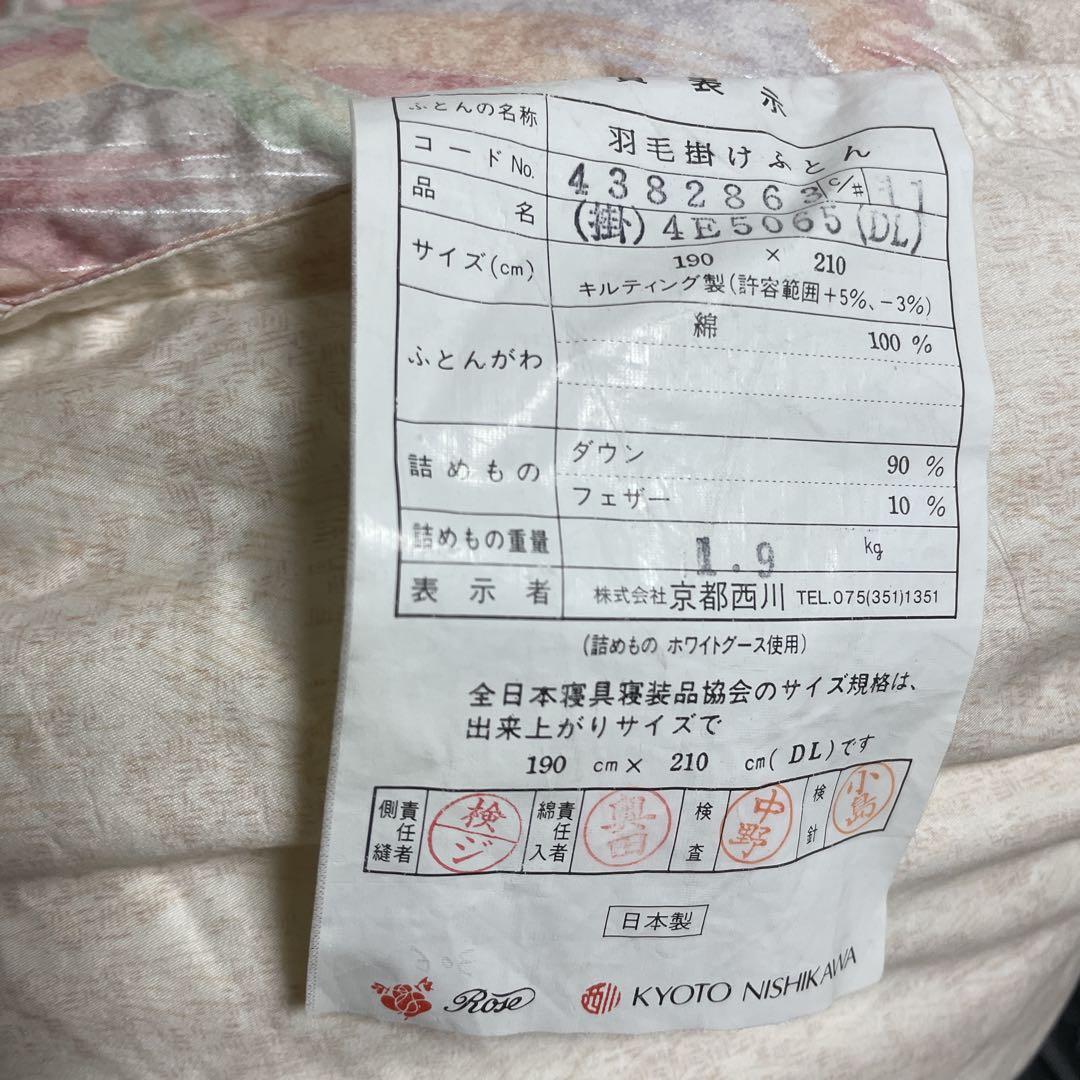 質表示
ふとんの名称 羽毛掛けふとん
コードNo. 4382863 c/# 11
品名 (掛)4E5065(DL)
サイズ(cm) 190 × 210
キルティング製(許容範囲+5%、-3%)
ふとんがわ 綿 100 %
詰めもの ダウン 90 %
フェザー 10 %
詰めもの重量 1.9 kg
表示者 株式会社京都西川 TEL.075(351)1351
(詰めもの ホワイトグース使用)
全日本寝具寝装品協会のサイズ規格は、
出来上がりサイズで
190 cm× 210 cm(DL)です
側責任縫者 検ジ 綿責任入者 検査 中野 検針 小島
日本製
Rose 西川 KYOTO NISHIKAWA